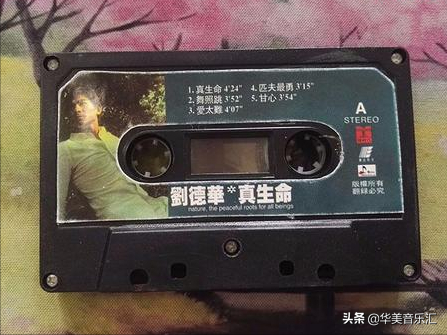 1. 真生命 4'24" 4. 匹夫最勇 3'15"
2. 舞照跳 3'52" 5. 甘心 3'54"
3. 爱太難 4'07"
A
STEREO
版權所有
翻錄必究
劉德華*真生命
nature, the peaceful roots for all beings
头条 @华美音乐汇